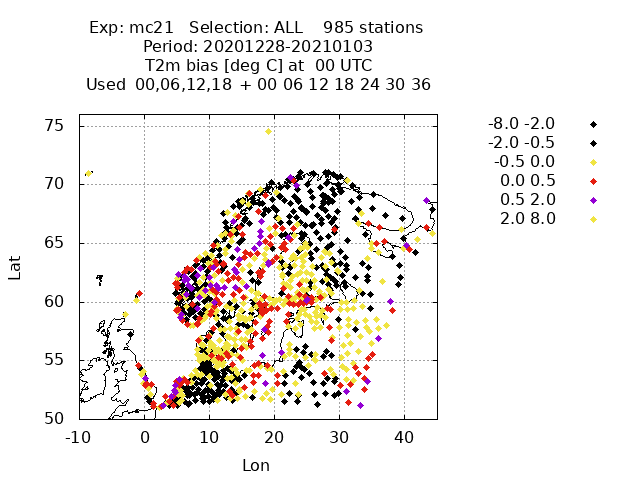 Exp: mc21 Selection: ALL 985 stations
Period: 20201228-20210103
T2m bias [deg C] at 00 UTC
Used 00,06,12,18 + 00 06 12 18 24 30 36
-8.0 -2.0
-2.0 -0.5
-0.5 0.0
0.0 0.5
0.5 2.0
2.0 8.0
75
70
65
60
55
50
Lat
-10 0 10 20 30 40
Lon